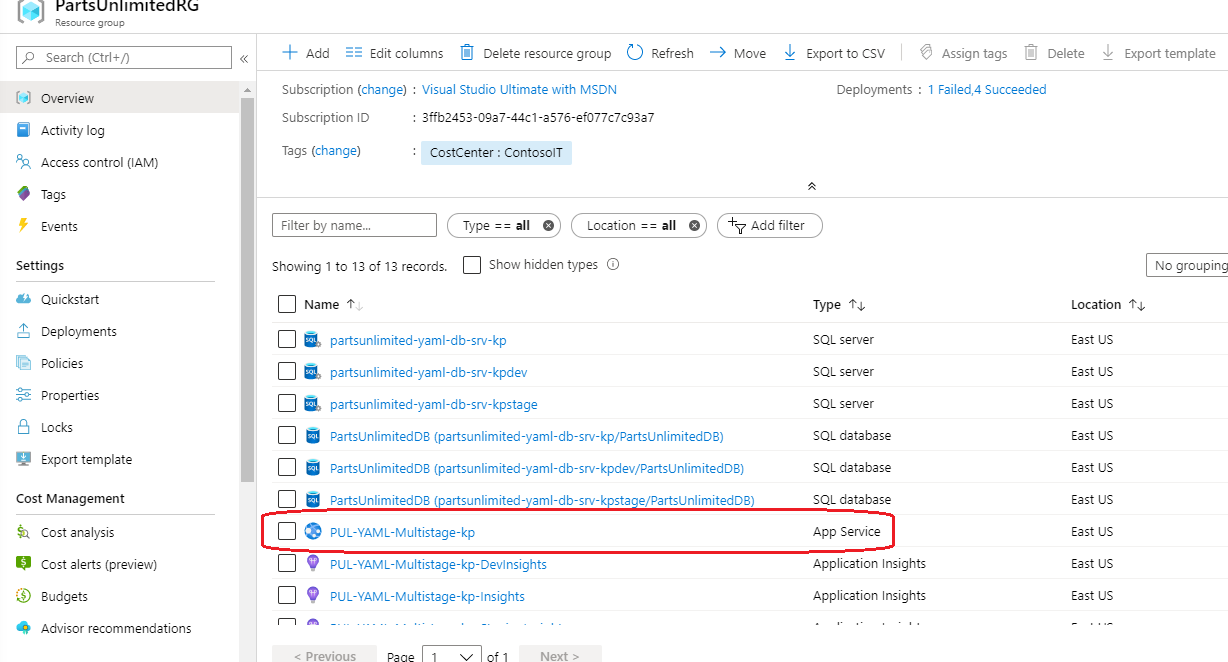 PartsUnlimitedRG
Resource group
Search (Ctrl+/)
«
Overview
Activity log
Access control (IAM)
Tags
Events
Settings
Quickstart
Deployments
Policies
Properties
Locks
Export template
Cost Management
Cost analysis
Cost alerts (preview)
Budgets
Advisor recommendations
Add Edit columns Delete resource group Refresh Move Export to CSV Assign tags Delete Export template
Subscription (change) : Visual Studio Ultimate with MSDN Deployments : 1 Failed,4 Succeeded
Subscription ID : 3ffb2453-09a7-44c1-a576-ef077c7c93a7
Tags (change) : CostCenter : ContosoIT
Filter by name... Type == all Location == all Add filter
Showing 1 to 13 of 13 records. Show hidden types No grouping
Name Type Location
partsunlimited-yaml-db-srv-kp SQL server East US
partsunlimited-yaml-db-srv-kpdev SQL server East US
partsunlimited-yaml-db-srv-kpstage SQL server East US
PartsUnlimitedDB (partsunlimited-yaml-db-srv-kp/PartsUnlimitedDB) SQL database East US
PartsUnlimitedDB (partsunlimited-yaml-db-srv-kpdev/PartsUnlimitedDB) SQL database East US
PartsUnlimitedDB (partsunlimited-yaml-db-srv-kpstage/PartsUnlimitedDB) SQL database East US
PUL-YAML-Multistage-kp App Service East US
PUL-YAML-Multistage-kp-DevInsights Application Insights East US
PUL-YAML-Multistage-kp-Insights Application Insights East US
< Previous Page 1 of 1 Next >